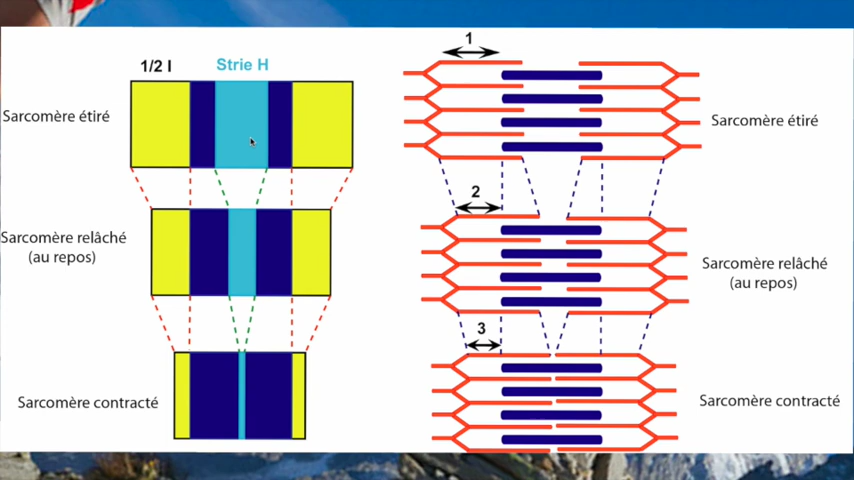 1/2 I
Strie H
1
Sarcomère étiré
Sarcomère étiré
2
Sarcomère relâché
(au repos)
Sarcomère relâché
(au repos)
3
Sarcomère contracté
Sarcomère contracté